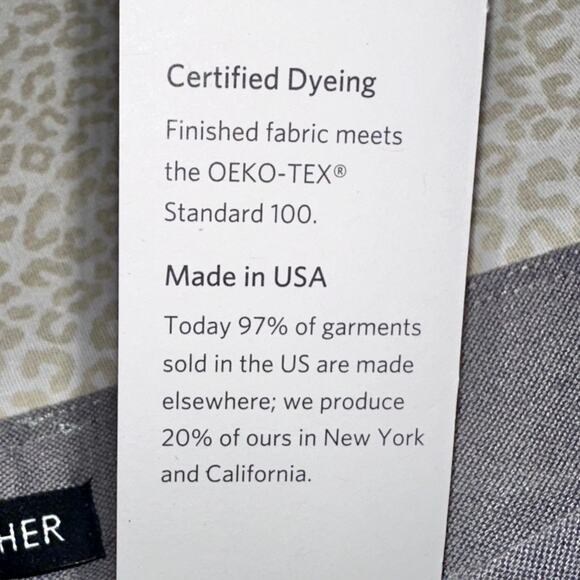 Certified Dyeing
Finished fabric meets
the OEKO-TEX®
Standard 100.
Made in USA
Today 97% of garments
sold in the US are made
elsewhere; we produce
20% of ours in New York
and California.
HER